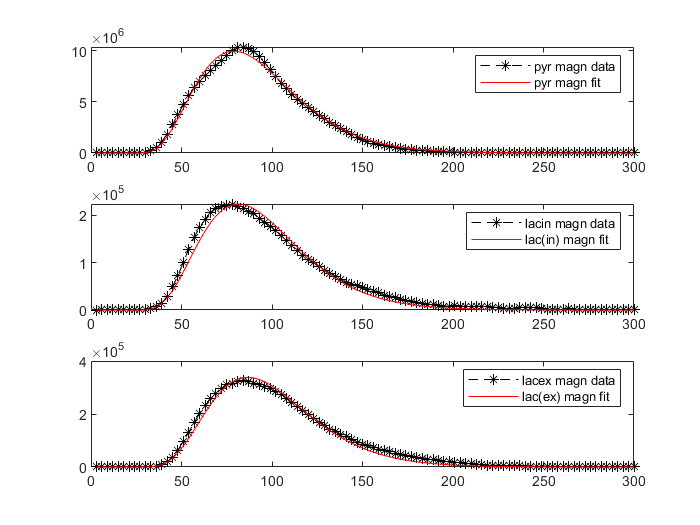 ×10^6
10
5
0
0 50 100 150 200 250 300
pyr magn data
pyr magn fit
×10^5
2
1
0
0 50 100 150 200 250 300
lacin magn data
lac(in) magn fit
×10^5
4
2
0
0 50 100 150 200 250 300
lacex magn data
lac(ex) magn fit